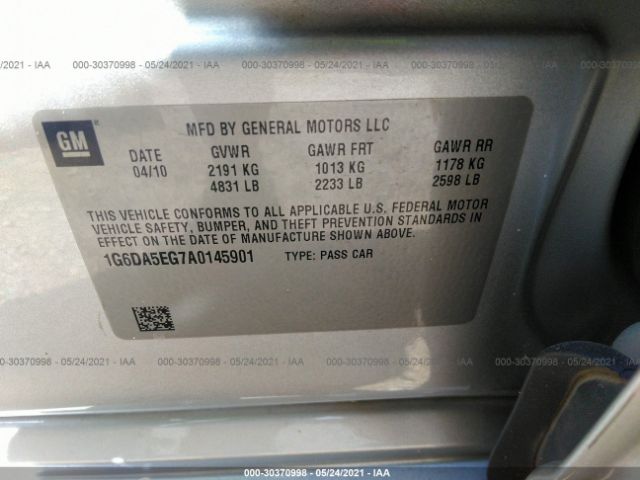 000-30370998 - 05/24/2021 - IAA
GM
MFD BY GENERAL MOTORS LLC
DATE GVWR GAWR FRT GAWR RR
04/10 2191 KG 1013 KG 1178 KG
4831 LB 2233 LB 2598 LB
THIS VEHICLE CONFORMS TO ALL APPLICABLE U.S. FEDERAL MOTOR
VEHICLE SAFETY, BUMPER, AND THEFT PREVENTION STANDARDS IN
EFFECT ON THE DATE OF MANUFACTURE SHOWN ABOVE.
1G6DA5EG7A0145901 TYPE: PASS CAR
000-30370998 - 05/24/2021 - IAA
000-30370998 - 05/24/2021 - IAA